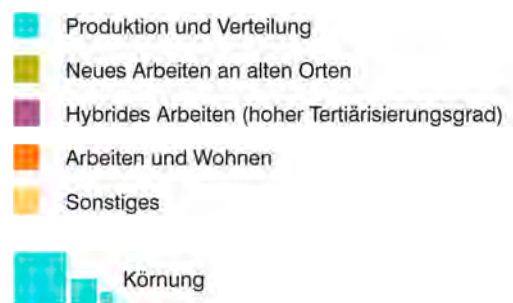 Produktion und Verteilung
Neues Arbeiten an alten Orten
Hybrides Arbeiten (hoher Tertiärisierungsgrad)
Arbeiten und Wohnen
Sonstiges
Körnung